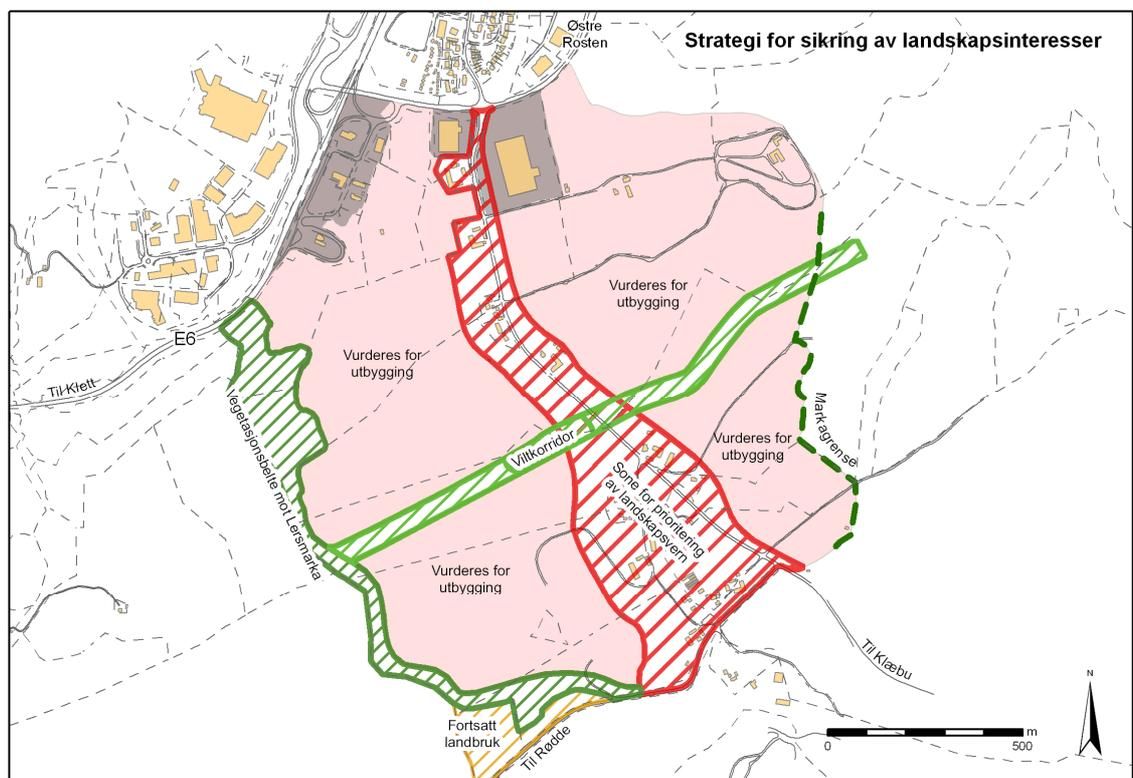 Østre
Rosten
Strategi for sikring av landskapsinteresser
Vurderes for
utbygging
E6
Vurderes for
utbygging
Til Klett
Vegetasjonsbelte mot Lersmarka
Markagrense
Viltkorridor
Vurderes for
utbygging
Sone for prioritering
av landskapsvern
Vurderes for
utbygging
Til Klæbu
N
Fortsatt
landbruk
Til Rødde
m
0
500